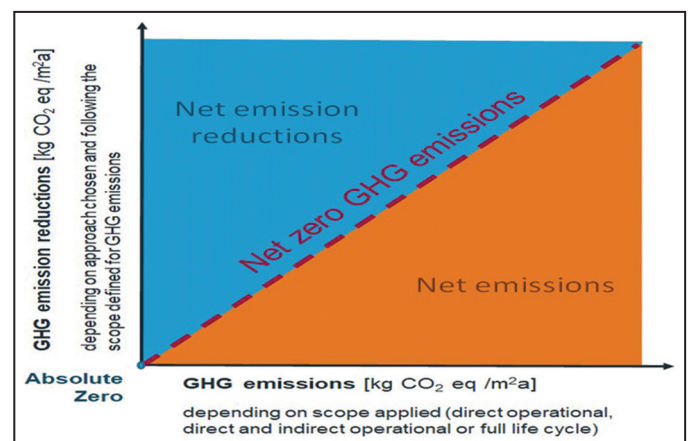 GHG emission reductions [kg CO₂ eq /m²a]
depending on approach chosen and following the
scope defined for GHG emissions
Net emission
reductions
Net zero GHG emissions
Net emissions
Absolute
Zero
GHG emissions [kg CO₂ eq /m²a]
depending on scope applied (direct operational,
direct and indirect operational or full life cycle)